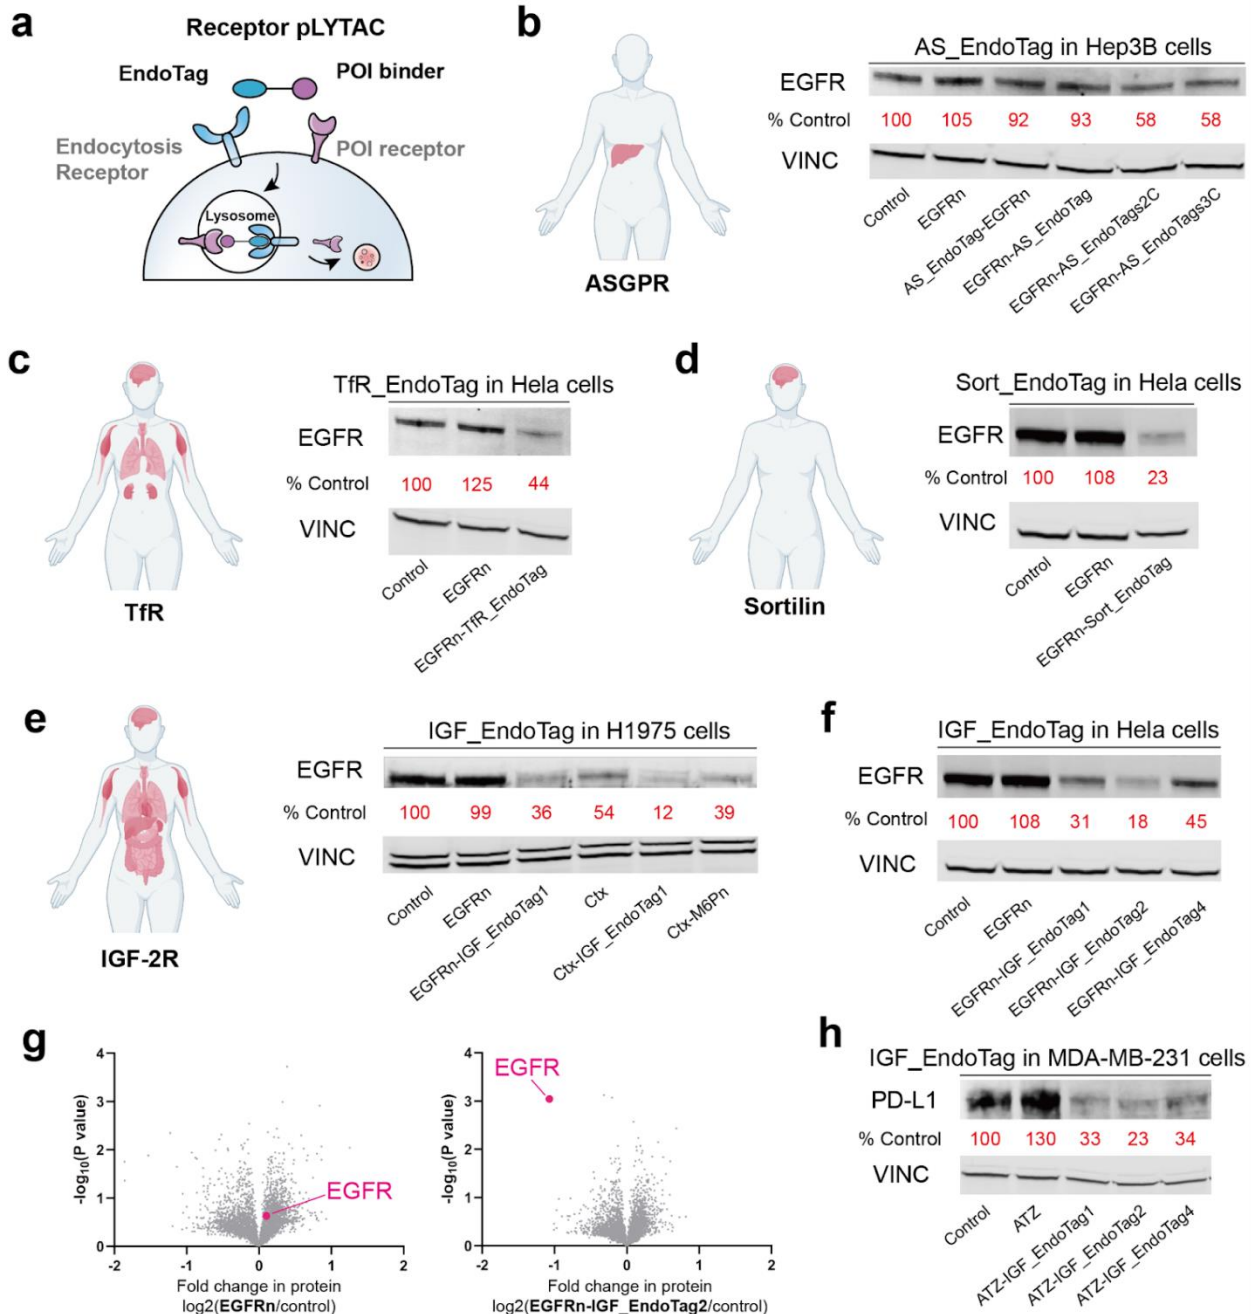 a
Receptor pLYTAC
EndoTag
POI binder
Endocytosis
Receptor
POI receptor
Lysosome
b
ASGPR
AS_EndoTag in Hep3B cells
EGFR
% Control 100 105 92 93 58 58
VINC
Control
EGFRn
AS_EndoTag-EGFRn
EGFRn-AS_EndoTag
EGFRn-AS_EndoTags2C
EGFRn-AS_EndoTags3C
c
TfR
TfR_EndoTag in Hela cells
EGFR
% Control 100 125 44
VINC
Control
EGFRn
EGFRn-TfR_EndoTag
d
Sortilin
Sort_EndoTag in Hela cells
EGFR
% Control 100 108 23
VINC
Control
EGFRn
EGFRn-Sort_EndoTag
e
IGF-2R
IGF_EndoTag in H1975 cells
EGFR
% Control 100 99 36 54 12 39
VINC
Control
EGFRn
EGFRn-IGF_EndoTag1
Ctx
Ctx-IGF_EndoTag1
Ctx-M6Pn
f
IGF_EndoTag in Hela cells
EGFR
% Control 100 108 31 18 45
VINC
Control
EGFRn
EGFRn-IGF_EndoTag1
EGFRn-IGF_EndoTag2
EGFRn-IGF_EndoTag4
g
-log10(P value)
4
3
2
1
0
EGFR
-2 -1 0 1 2
Fold change in protein
log2(EGFRn/control)
-log10(P value)
4
3
2
1
0
EGFR
-2 -1 0 1 2
Fold change in protein
log2(EGFRn-IGF_EndoTag2/control)
h
IGF_EndoTag in MDA-MB-231 cells
PD-L1
% Control 100 130 33 23 34
VINC
Control
ATZ
ATZ-IGF_EndoTag1
ATZ-IGF_EndoTag2
ATZ-IGF_EndoTag4